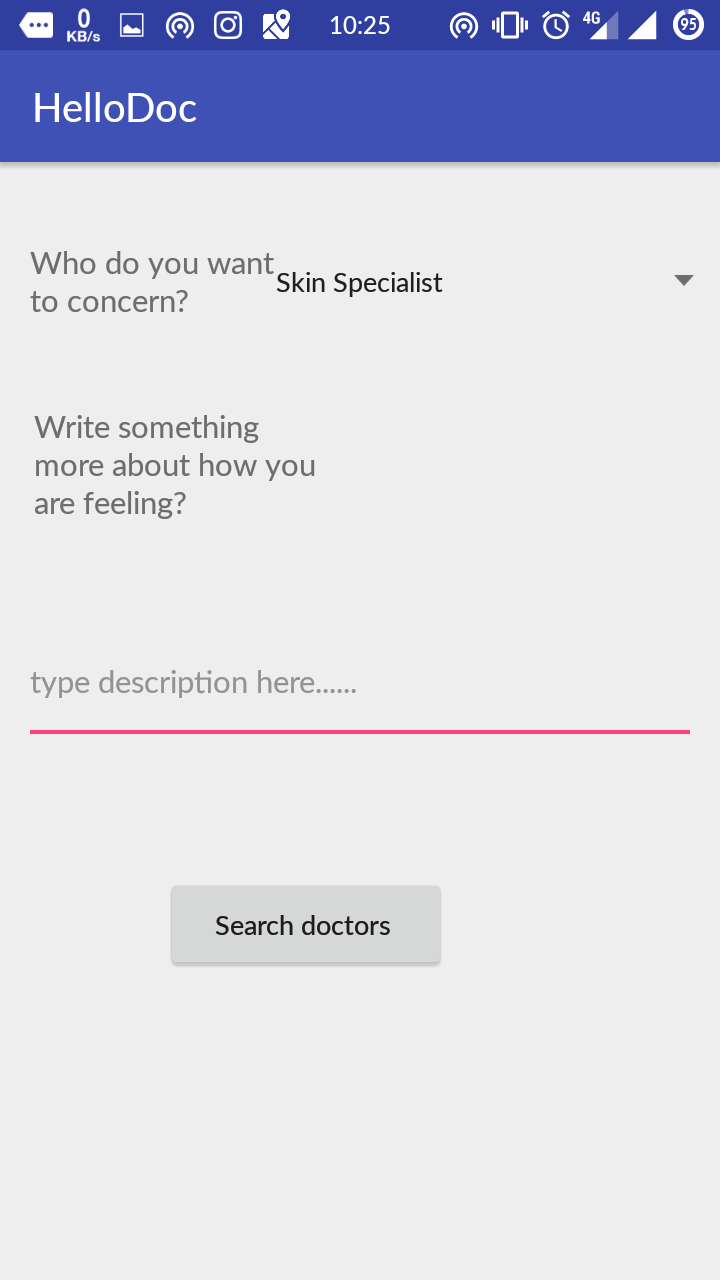 0
KB/s
10:25
4G
95
HelloDoc
Who do you want
to concern?
Skin Specialist
Write something
more about how you
are feeling?
type description here......
Search doctors